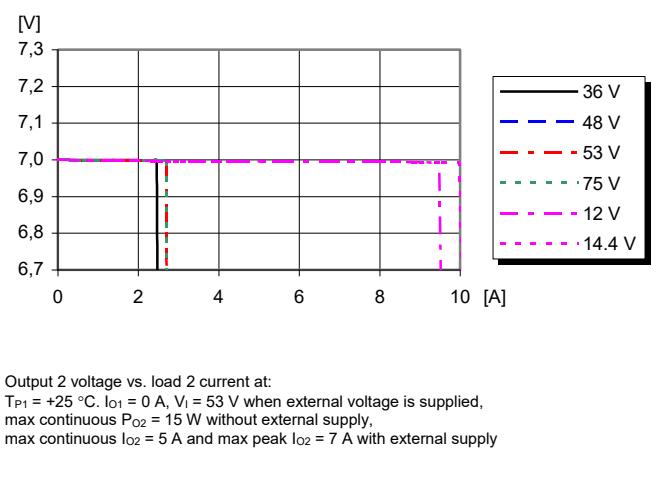 [V]
7,3
7,2
7,1
7,0
6,9
6,8
6,7
0 2 4 6 8 10 [A]
36 V
48 V
53 V
75 V
12 V
14.4 V
Output 2 voltage vs. load 2 current at:
TP1 = +25 °C. IO1 = 0 A, VI = 53 V when external voltage is supplied,
max continuous PO2 = 15 W without external supply,
max continuous IO2 = 5 A and max peak IO2 = 7 A with external supply